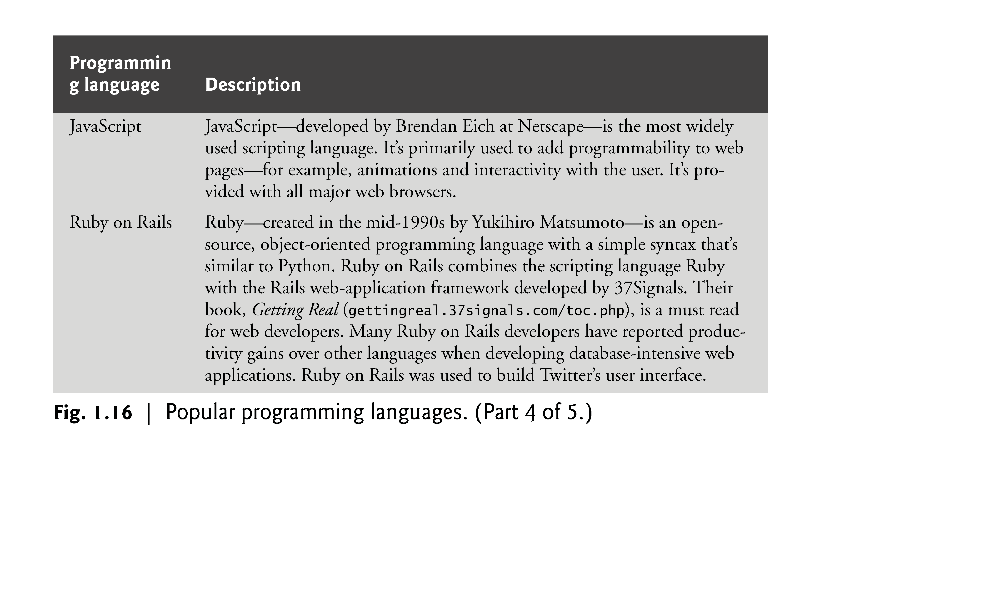 Programmin
g language Description
JavaScript JavaScript—developed by Brendan Eich at Netscape—is the most widely
used scripting language. It’s primarily used to add programmability to web
pages—for example, animations and interactivity with the user. It’s pro-
vided with all major web browsers.
Ruby on Rails Ruby—created in the mid-1990s by Yukihiro Matsumoto—is an open-
source, object-oriented programming language with a simple syntax that’s
similar to Python. Ruby on Rails combines the scripting language Ruby
with the Rails web-application framework developed by 37Signals. Their
book, Getting Real (gettingreal.37signals.com/toc.php), is a must read
for web developers. Many Ruby on Rails developers have reported produc-
tivity gains over other languages when developing database-intensive web
applications. Ruby on Rails was used to build Twitter’s user interface.
Fig. 1.16 | Popular programming languages. (Part 4 of 5.)